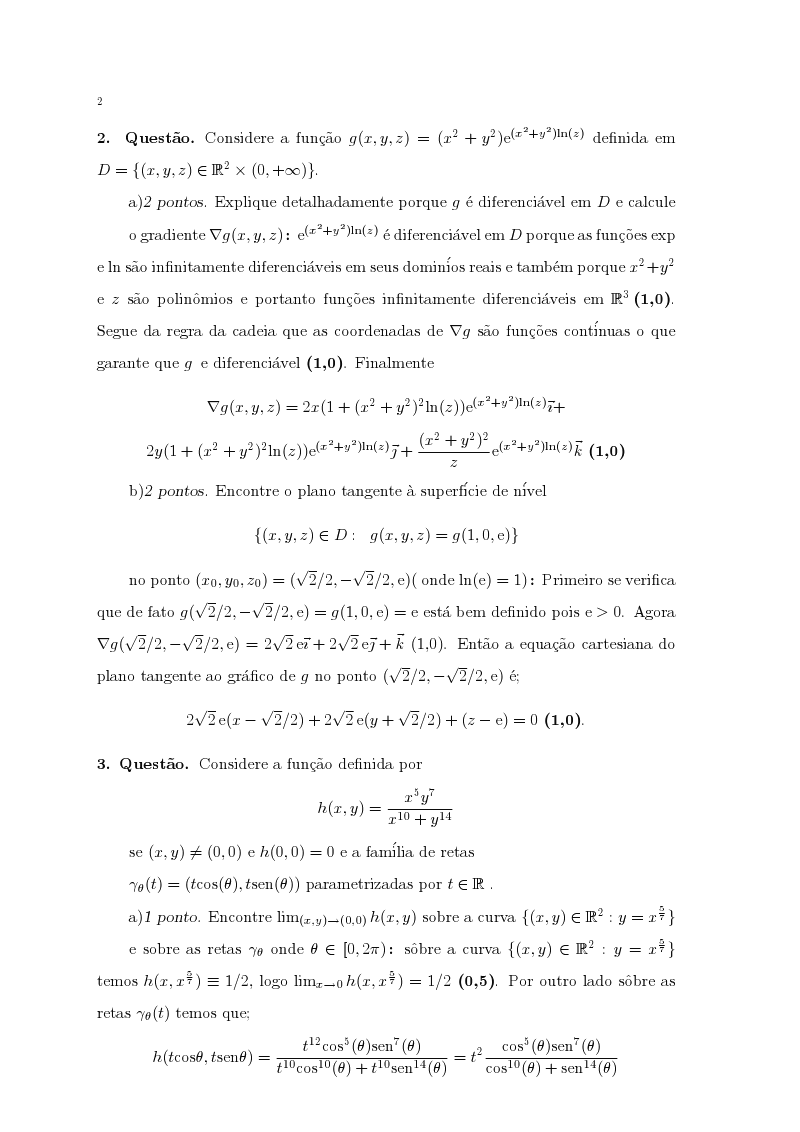 2
2. Questão. Considere a função g(x, y, z) = (x² + y²)e^{(x²+y²)ln(z)} definida em
D = {(x, y, z) ∈ ℝ² × (0, +∞)}.
a)2 pontos. Explique detalhadamente porque g é diferenciável em D e calcule
o gradiente ∇g(x, y, z): e^{(x²+y²)ln(z)} é diferenciável em D porque as funções exp
e ln são infinitamente diferenciáveis em seus domínios reais e também porque x²+y²
e z são polinômios e portanto funções infinitamente diferenciáveis em ℝ³ (1,0).
Segue da regra da cadeia que as coordenadas de ∇g são funções contínuas o que
garante que g e diferenciável (1,0). Finalmente
∇g(x, y, z) = 2x(1 + (x² + y²)²ln(z))e^{(x²+y²)ln(z)}i⃗+
2y(1 + (x² + y²)²ln(z))e^{(x²+y²)ln(z)}j⃗ + \frac{(x² + y²)²}{z}e^{(x²+y²)ln(z)}k⃗ (1,0)
b)2 pontos. Encontre o plano tangente à superfície de nível
{(x, y, z) ∈ D : g(x, y, z) = g(1, 0, e)}
no ponto (x₀, y₀, z₀) = (√2/2, −√2/2, e)( onde ln(e) = 1): Primeiro se verifica
que de fato g(√2/2, −√2/2, e) = g(1, 0, e) = e está bem definido pois e > 0. Agora
∇g(√2/2, −√2/2, e) = 2√2 ei⃗ + 2√2 ej⃗ + k⃗ (1,0). Então a equação cartesiana do
plano tangente ao gráfico de g no ponto (√2/2, −√2/2, e) é;
2√2 e(x − √2/2) + 2√2 e(y + √2/2) + (z − e) = 0 (1,0).
3. Questão. Considere a função definida por
h(x, y) = \frac{x⁵y⁷}{x¹⁰ + y¹⁴}
se (x, y) ≠ (0, 0) e h(0, 0) = 0 e a família de retas
γ_θ(t) = (tcos(θ), tsen(θ)) parametrizadas por t ∈ ℝ .
a)1 ponto. Encontre lim_{(x,y)→(0,0)} h(x, y) sobre a curva {(x, y) ∈ ℝ² : y = x^{5/7}}
e sobre as retas γ_θ onde θ ∈ [0, 2π): sôbre a curva {(x, y) ∈ ℝ² : y = x^{5/7}}
temos h(x, x^{5/7}) ≡ 1/2, logo lim_{x→0} h(x, x^{5/7}) = 1/2 (0,5). Por outro lado sôbre as
retas γ_θ(t) temos que;
h(tcosθ, tsenθ) = \frac{t¹²cos⁵(θ)sen⁷(θ)}{t¹⁰cos¹⁰(θ) + t¹⁰sen¹⁴(θ)} = t² \frac{cos⁵(θ)sen⁷(θ)}{cos¹⁰(θ) + sen¹⁴(θ)}